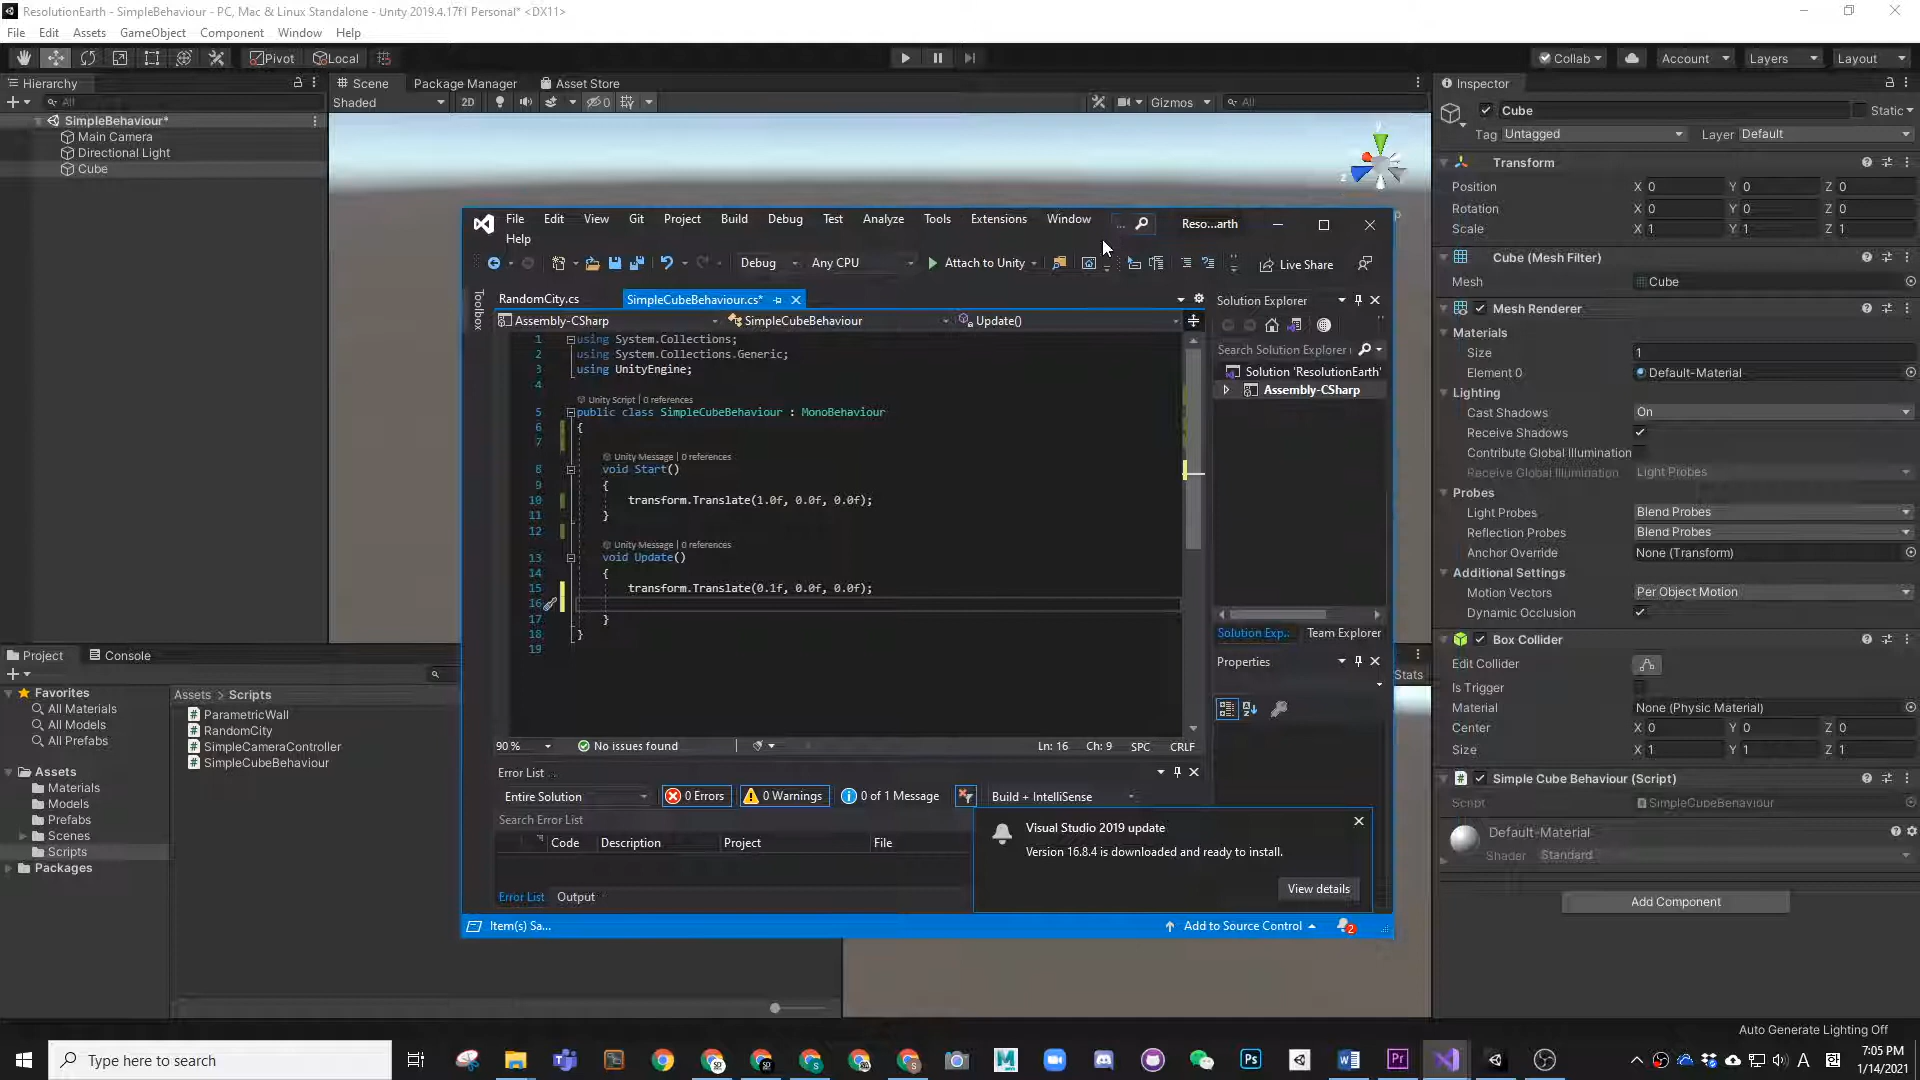 ResolutionEarth - SimpleBehaviour - PC, Mac & Linux Standalone - Unity 2019.4.17f1 Personal* <DX11>
File Edit Assets GameObject Component Window Help
Pivot Local Collab Account Layers Layout
Hierarchy
All
SimpleBehaviour*
Main Camera
Directional Light
Cube
Scene Package Manager Asset Store
Shaded 2D 0 Gizmos All
y
z
File Edit View Git Project Build Debug Test Analyze Tools Extensions Window ... Reso...arth
Help
Debug Any CPU Attach to Unity Live Share
Toolbox
RandomCity.cs SimpleCubeBehaviour.cs*
Assembly-CSharp SimpleCubeBehaviour Update()
1 using System.Collections;
2 using System.Collections.Generic;
3 using UnityEngine;
4
Unity Script | 0 references
5 public class SimpleCubeBehaviour : MonoBehaviour
6 {
7
Unity Message | 0 references
8 void Start()
9 {
10 transform.Translate(1.0f, 0.0f, 0.0f);
11 }
12
Unity Message | 0 references
13 void Update()
14 {
15 transform.Translate(0.1f, 0.0f, 0.0f);
16
17 }
18 }
19
90 % No issues found Ln: 16 Ch: 9 SPC CRLF
Error List ...
Entire Solution 0 Errors 0 Warnings 0 of 1 Message Build + IntelliSense
Search Error List
Code Description Project File
Error List Output
Item(s) Sa... Add to Source Control 2
Solution Explorer
Search Solution Explorer
Solution 'ResolutionEarth'
Assembly-CSharp
Solution Exp... Team Explorer
Properties
Visual Studio 2019 update
Version 16.8.4 is downloaded and ready to install.
View details
Stats
Project Console
Favorites
All Materials
All Models
All Prefabs
Assets
Materials
Models
Prefabs
Scenes
Scripts
Packages
Assets > Scripts
ParametricWall
RandomCity
SimpleCameraController
SimpleCubeBehaviour
Inspector
Cube Static
Tag Untagged Layer Default
Transform
Position X 0 Y 0 Z 0
Rotation X 0 Y 0 Z 0
Scale X 1 Y 1 Z 1
Cube (Mesh Filter)
Mesh Cube
Mesh Renderer
Materials
Size 1
Element 0 Default-Material
Lighting
Cast Shadows On
Receive Shadows
Contribute Global Illumination
Receive Global Illumination Light Probes
Probes
Light Probes Blend Probes
Reflection Probes Blend Probes
Anchor Override None (Transform)
Additional Settings
Motion Vectors Per Object Motion
Dynamic Occlusion
Box Collider
Edit Collider
Is Trigger
Material None (Physic Material)
Center X 0 Y 0 Z 0
Size X 1 Y 1 Z 1
Simple Cube Behaviour (Script)
Script SimpleCubeBehaviour
Default-Material
Shader Standard
Add Component
Auto Generate Lighting Off
Type here to search
7:05 PM
1/14/2021